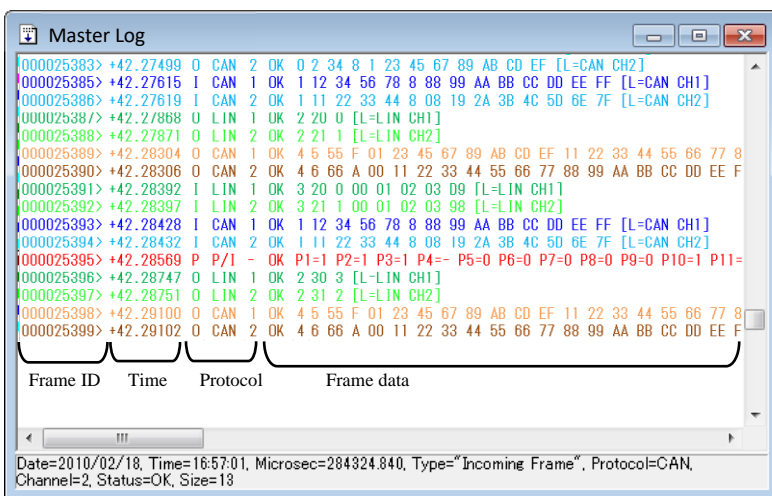 Master Log
000025383> +42.27499 O CAN 2 OK 0 2 34 8 1 23 45 67 89 AB CD EF [L=CAN CH2]
000025385> +42.27615 I CAN 1 OK 1 12 34 56 78 8 88 99 AA BB CC DD EE FF [L=CAN CH1]
000025386> +42.27619 I CAN 2 OK 1 11 22 33 44 8 08 19 2A 3B 4C 5D 6E 7F [L=CAN CH2]
000025387> +42.27868 O LIN 1 OK 2 20 0 [L=LIN CH1]
000025388> +42.27871 O LIN 2 OK 2 21 1 [L=LIN CH2]
000025389> +42.28304 O CAN 1 OK 4 5 55 F 01 23 45 67 89 AB CD EF 11 22 33 44 55 66 77 8
000025390> +42.28306 O CAN 2 OK 4 6 66 A 00 11 22 33 44 55 66 77 88 99 AA BB CC DD EE F
000025391> +42.28392 I LIN 1 OK 3 20 0 00 01 02 03 D9 [L=LIN CH1]
000025392> +42.28397 I LIN 2 OK 3 21 1 00 01 02 03 98 [L=LIN CH2]
000025393> +42.28428 I CAN 1 OK 1 12 34 56 78 8 88 99 AA BB CC DD EE FF [L=CAN CH1]
000025394> +42.28432 I CAN 2 OK 1 11 22 33 44 8 08 19 2A 3B 4C 5D 6E 7F [L=CAN CH2]
000025395> +42.28569 P P/I - OK P1=1 P2=1 P3=1 P4=- P5=0 P6=0 P7=0 P8=0 P9=0 P10=1 P11=
000025396> +42.28747 O LIN 1 OK 2 30 3 [L=LIN CH1]
000025397> +42.28751 O LIN 2 OK 2 31 2 [L=LIN CH2]
000025398> +42.29100 O CAN 1 OK 4 5 55 F 01 23 45 67 89 AB CD EF 11 22 33 44 55 66 77 8
000025399> +42.29102 O CAN 2 OK 4 6 66 A 00 11 22 33 44 55 66 77 88 99 AA BB CC DD EE F
Frame ID Time Protocol Frame data
Date=2010/02/18, Time=16:57:01, Microsec=284324.840, Type="Incoming Frame", Protocol=CAN,
Channel=2, Status=OK, Size=13